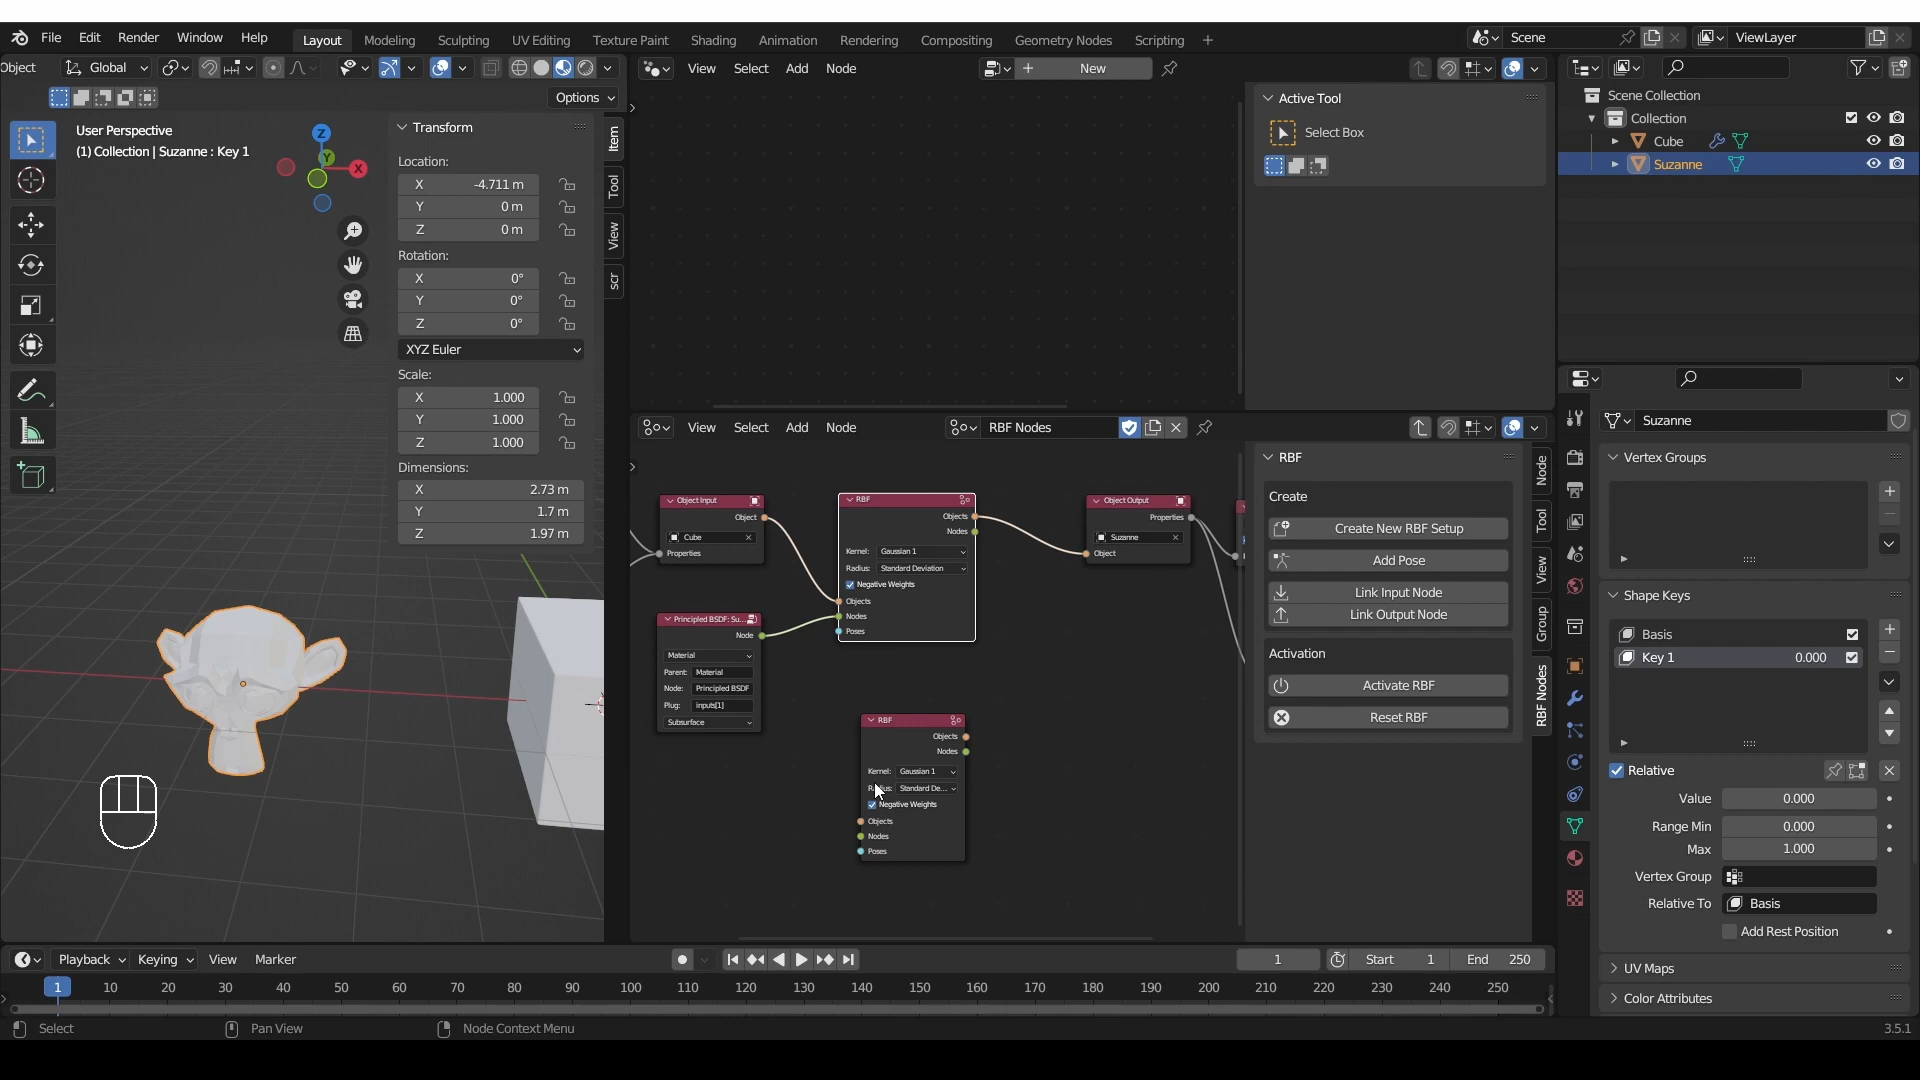 File Edit Render Window Help Layout Modeling Sculpting UV Editing Texture Paint Shading Animation Rendering Compositing Geometry Nodes Scripting + Scene ViewLayer
Object Global
Options
User Perspective
(1) Collection | Suzanne : Key 1
Z
Y
X
Transform
Location:
X -4.711 m
Y 0 m
Z 0 m
Rotation:
X 0°
Y 0°
Z 0°
XYZ Euler
Scale:
X 1.000
Y 1.000
Z 1.000
Dimensions:
X 2.73 m
Y 1.7 m
Z 1.97 m
Item
Tool
View
scr
View Select Add Node New
Active Tool
Select Box
View Select Add Node RBF Nodes
Object Input
Object
Cube
Properties
Principled BSDF: Su...
Node
Material
Parent: Material
Node: Principled BSDF
Plug: inputs[1]
Subsurface
RBF
Objects
Nodes
Kernel: Gaussian 1
Radius: Standard Deviation
Negative Weights
Objects
Nodes
Poses
Object Output
Properties
Suzanne
Object
RBF
Objects
Nodes
Kernel: Gaussian 1
Standard De...
Negative Weights
Objects
Nodes
Poses
RBF
Create
Create New RBF Setup
Add Pose
Link Input Node
Link Output Node
Activation
Activate RBF
Reset RBF
Node
Tool
View
Group
RBF Nodes
Scene Collection
Collection
Cube
Suzanne
Suzanne
Vertex Groups
Shape Keys
Basis
Key 1 0.000
Relative
Value 0.000
Range Min 0.000
Max 1.000
Vertex Group
Relative To Basis
Add Rest Position
UV Maps
Color Attributes
Playback Keying View Marker 1 Start 1 End 250
1 10 20 30 40 50 60 70 80 90 100 110 120 130 140 150 160 170 180 190 200 210 220 230 240 250
Select Pan View Node Context Menu 3.5.1